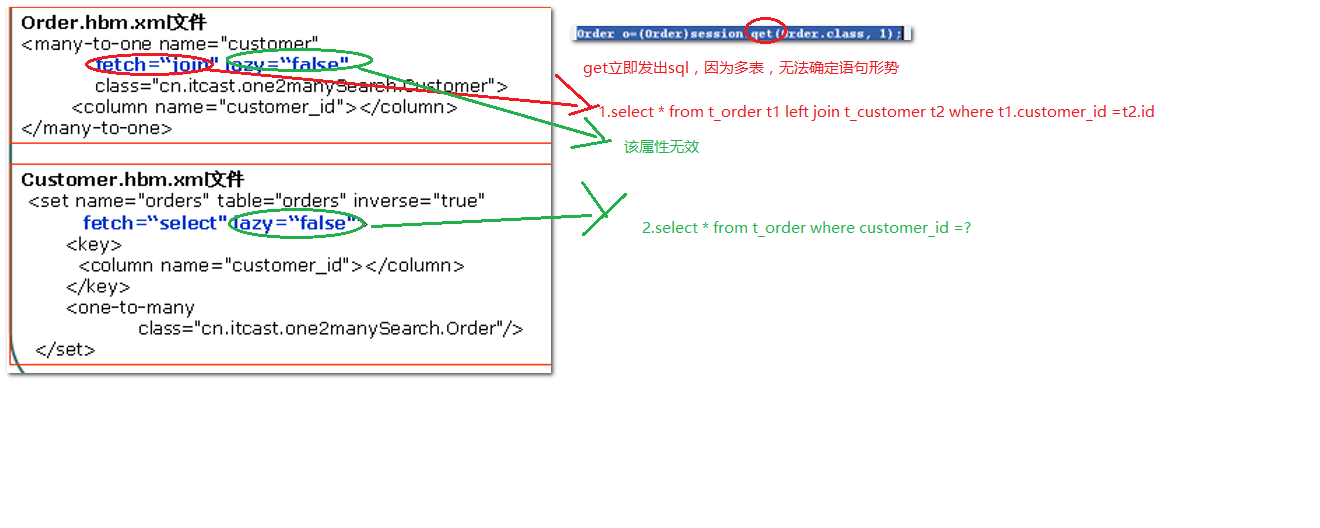 Order.hbm.xml文件
<many-to-one name="customer"
fetch=“join” lazy=“false”
class="cn.itcast.one2manySearch.Customer">
<column name="customer_id"></column>
</many-to-one>
Customer.hbm.xml文件
<set name="orders" table="orders" inverse="true"
fetch=“select” lazy=“false”>
<key>
<column name="customer_id"></column>
</key>
<one-to-many
class="cn.itcast.one2manySearch.Order"/>
</set>
Order o=(Order)session.get(Order.class, 1);
get立即发出sql，因为多表，无法确定语句形势
1.select * from t_order t1 left join t_customer t2 where t1.customer_id =t2.id
该属性无效
2.select * from t_order where customer_id =?